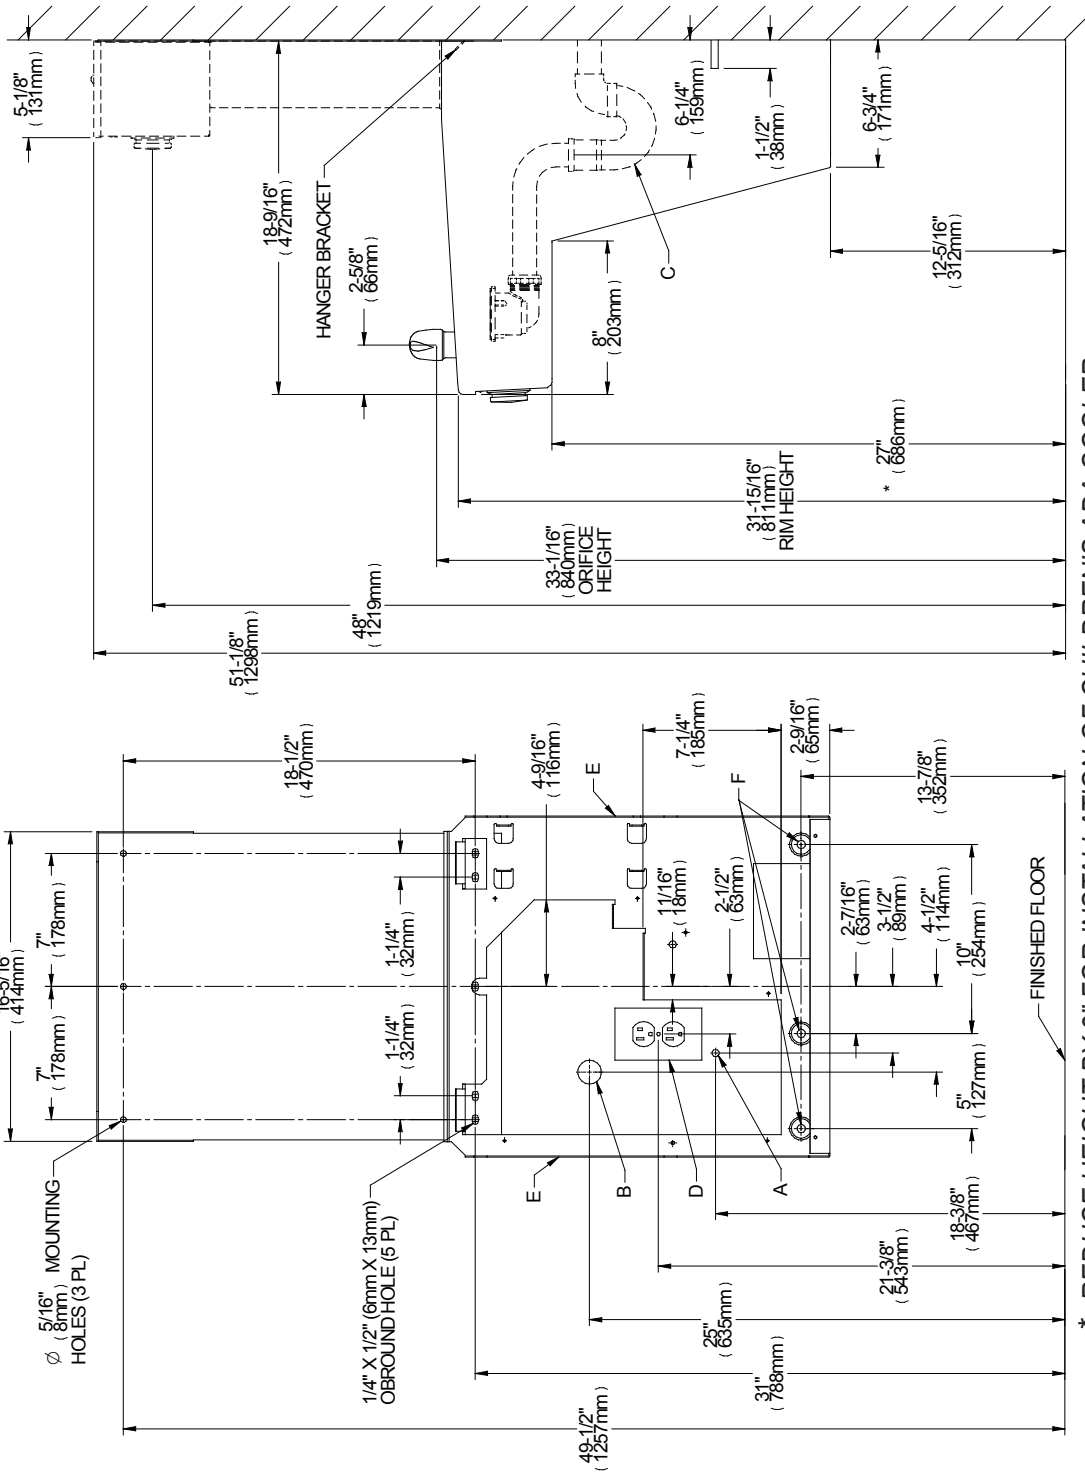 Ø 5/16" MOUNTING
( 8mm )
HOLES (3 PL)
16-5/16"
( 414mm )
7"
( 178mm )
7"
( 178mm )
18-1/2"
( 470mm )
1/4" X 1/2" (6mm X 13mm)
OBROUND HOLE (5 PL)
1-1/4"
( 32mm )
1-1/4"
( 32mm )
4-9/16"
( 116mm )
E
E
B
D
A
11/16"
( 18mm )
2-1/2"
( 63mm )
7-1/4"
( 185mm )
2-9/16"
( 65mm )
F
2-7/16"
( 63mm )
3-1/2"
( 89mm )
4-1/2"
( 114mm )
13-7/8"
( 352mm )
10"
( 254mm )
5"
( 127mm )
18-3/8"
( 467mm )
21-3/8"
( 543mm )
25"
( 635mm )
31"
( 788mm )
49-1/2"
( 1257mm )
FINISHED FLOOR
5-1/8"
( 131mm )
18-9/16"
( 472mm )
HANGER BRACKET
2-5/8"
( 66mm )
51-1/8"
( 1298mm )
48"
( 1219mm )
33-1/16"
( 840mm )
ORIFICE
HEIGHT
31-15/16"
( 811mm )
RIM HEIGHT
* 27"
( 686mm )
8"
( 203mm )
C
6-1/4"
( 159mm )
1-1/2"
( 38mm )
6-3/4"
( 171mm )
12-5/16"
( 312mm )
* REDUCE HEIGHT BY FOR INSTALLATION OF CHILDREN'S ADA COOLER